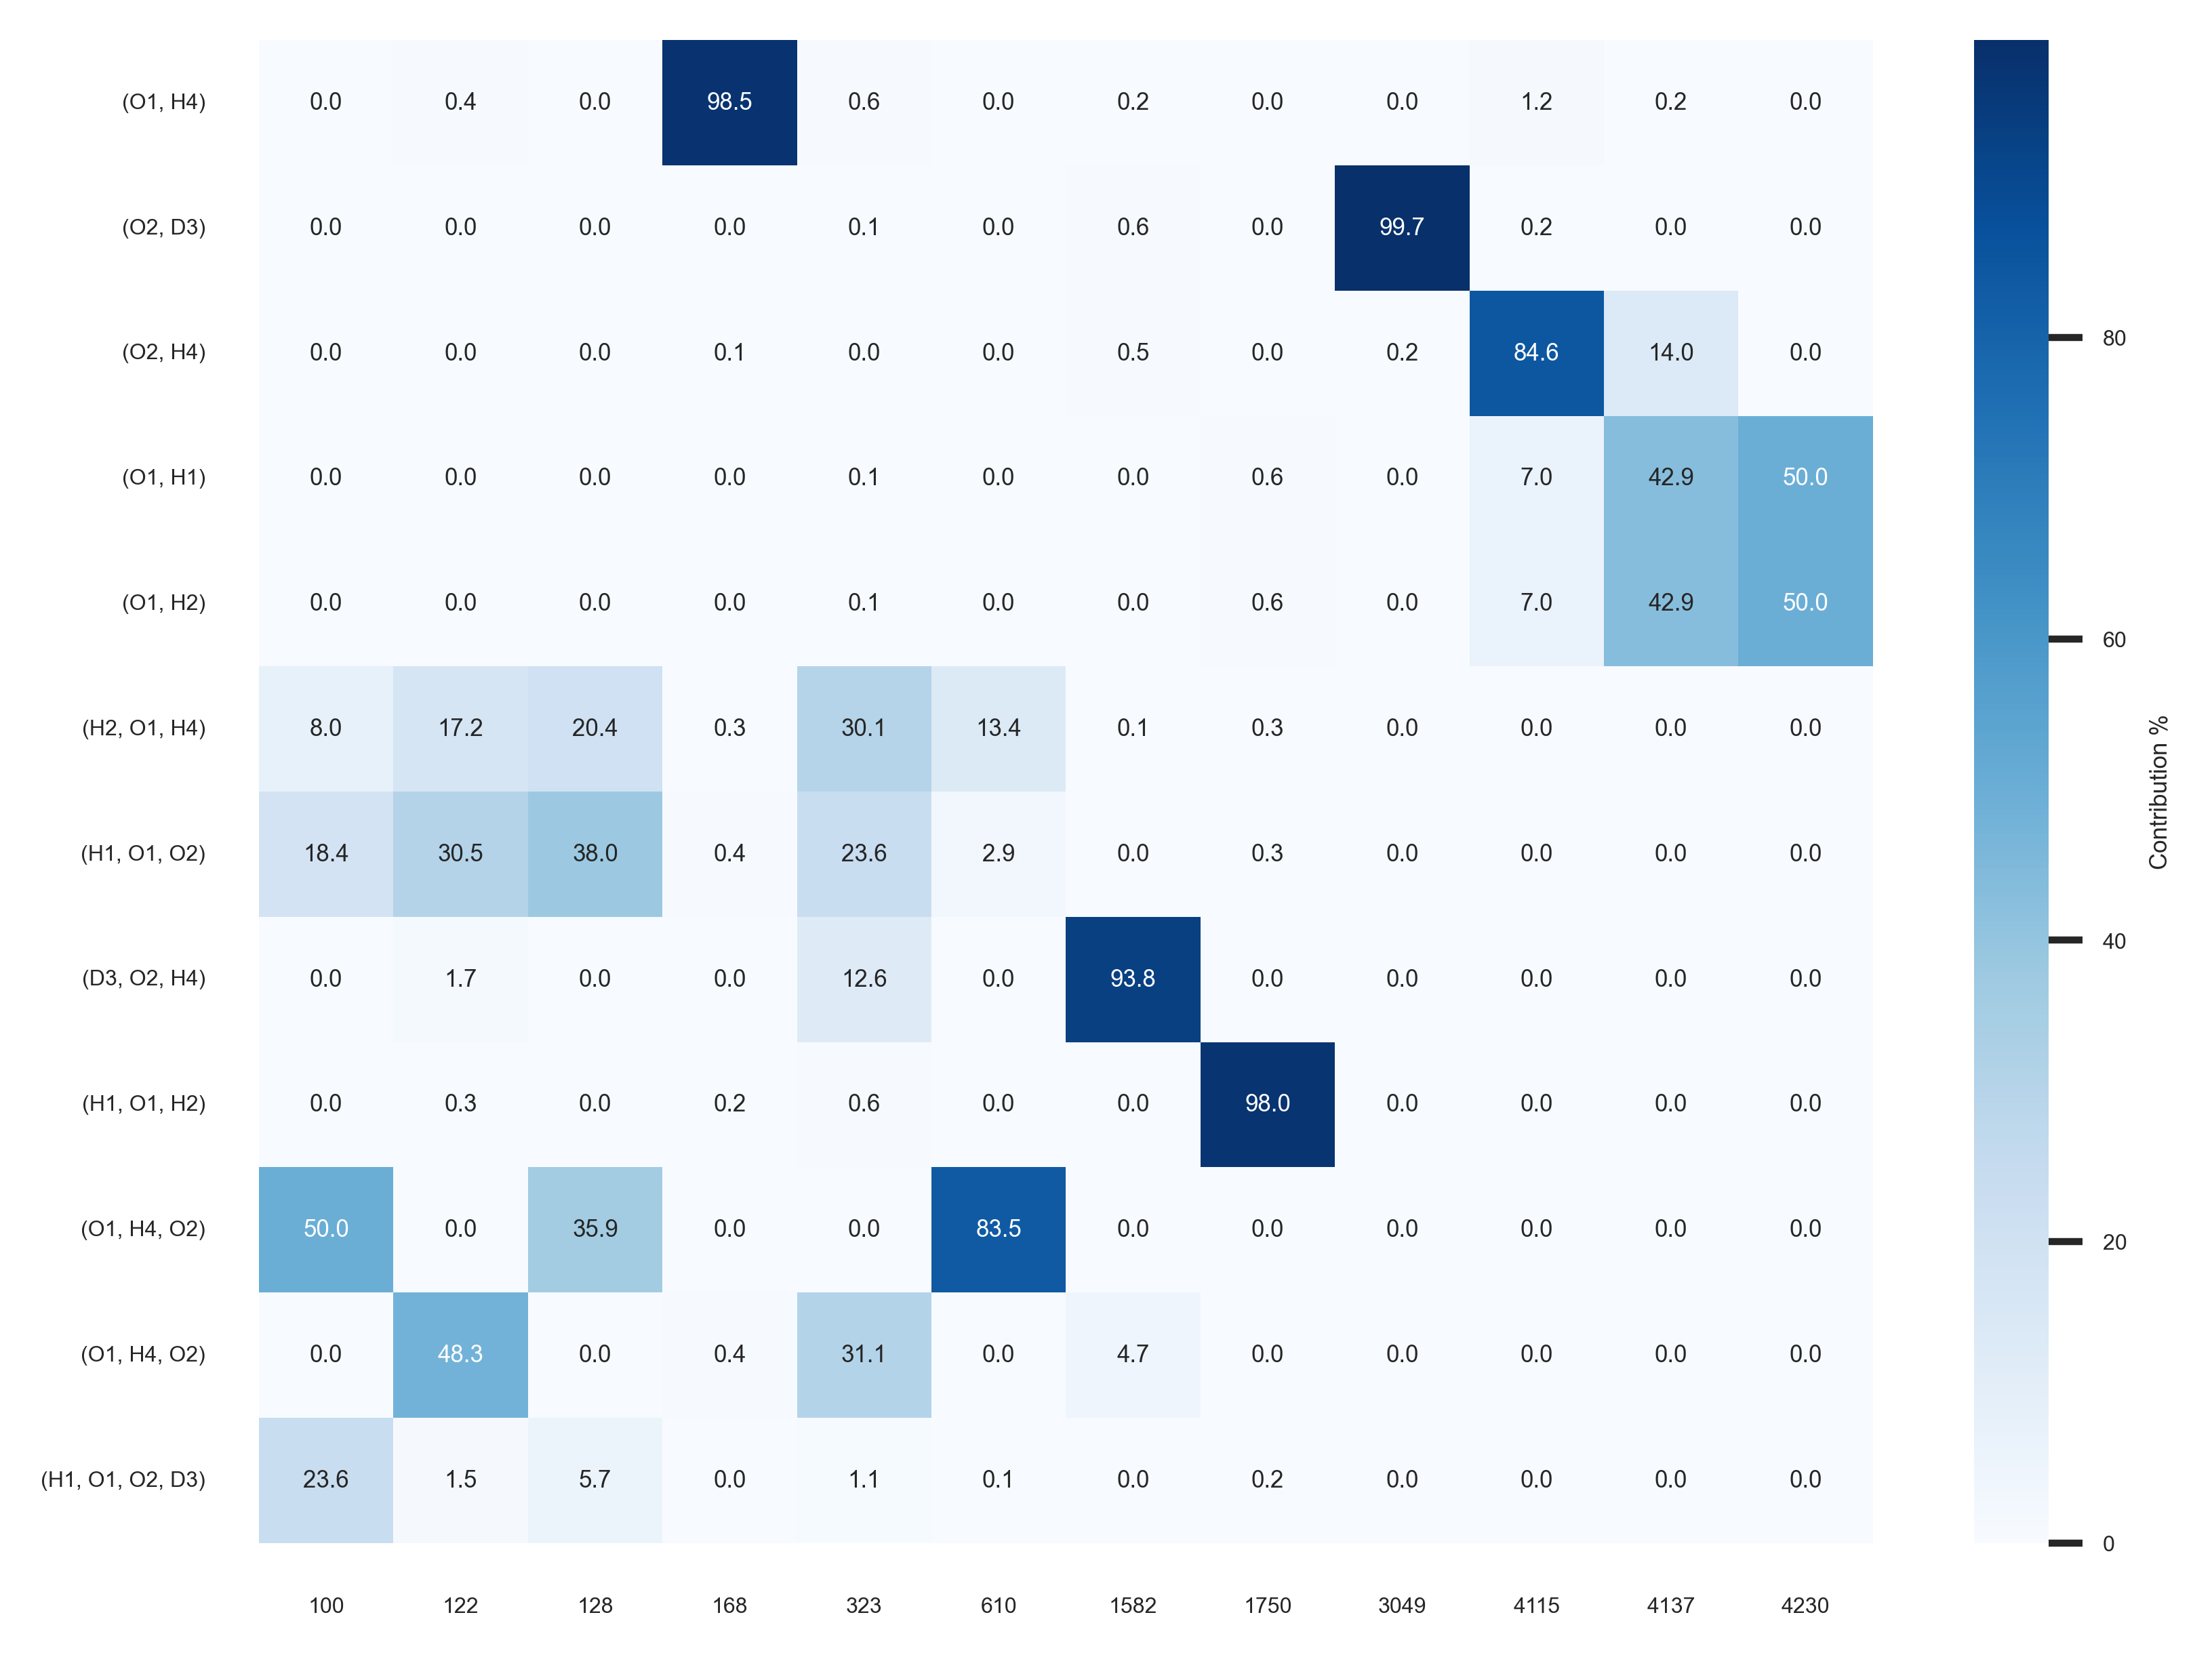 (O1, H4) 0.0 0.4 0.0 98.5 0.6 0.0 0.2 0.0 0.0 1.2 0.2 0.0
(O2, D3) 0.0 0.0 0.0 0.0 0.1 0.0 0.6 0.0 99.7 0.2 0.0 0.0
(O2, H4) 0.0 0.0 0.0 0.1 0.0 0.0 0.5 0.0 0.2 84.6 14.0 0.0
(O1, H1) 0.0 0.0 0.0 0.0 0.1 0.0 0.0 0.6 0.0 7.0 42.9 50.0
(O1, H2) 0.0 0.0 0.0 0.0 0.1 0.0 0.0 0.6 0.0 7.0 42.9 50.0
(H2, O1, H4) 8.0 17.2 20.4 0.3 30.1 13.4 0.1 0.3 0.0 0.0 0.0 0.0
(H1, O1, O2) 18.4 30.5 38.0 0.4 23.6 2.9 0.0 0.3 0.0 0.0 0.0 0.0
(D3, O2, H4) 0.0 1.7 0.0 0.0 12.6 0.0 93.8 0.0 0.0 0.0 0.0 0.0
(H1, O1, H2) 0.0 0.3 0.0 0.2 0.6 0.0 0.0 98.0 0.0 0.0 0.0 0.0
(O1, H4, O2) 50.0 0.0 35.9 0.0 0.0 83.5 0.0 0.0 0.0 0.0 0.0 0.0
(O1, H4, O2) 0.0 48.3 0.0 0.4 31.1 0.0 4.7 0.0 0.0 0.0 0.0 0.0
(H1, O1, O2, D3) 23.6 1.5 5.7 0.0 1.1 0.1 0.0 0.2 0.0 0.0 0.0 0.0
100 122 128 168 323 610 1582 1750 3049 4115 4137 4230
80
60
40
20
0
Contribution %